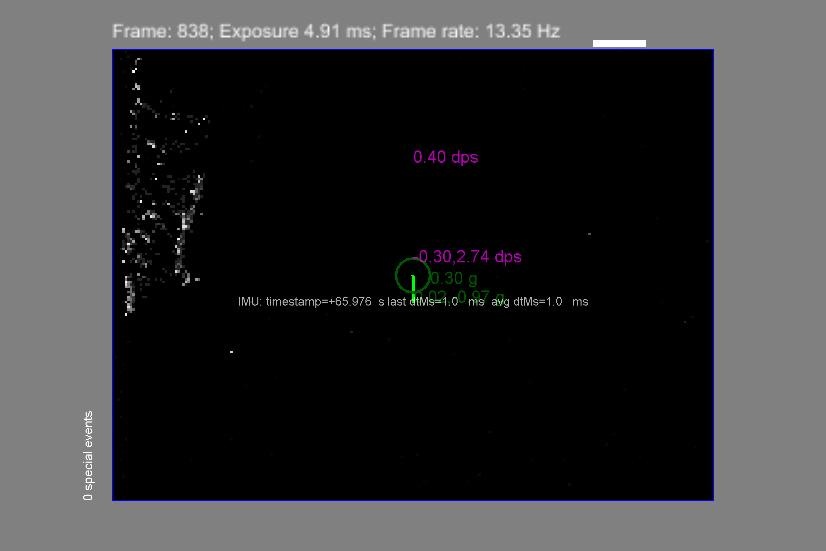 Frame: 838; Exposure 4.91 ms; Frame rate: 13.35 Hz
0.40 dps
-0.30,2.74 dps
0.30 g
0.97 g
IMU: timestamp=+65.976 s last dtMs=1.0 ms avg dtMs=1.0 ms
0 special events